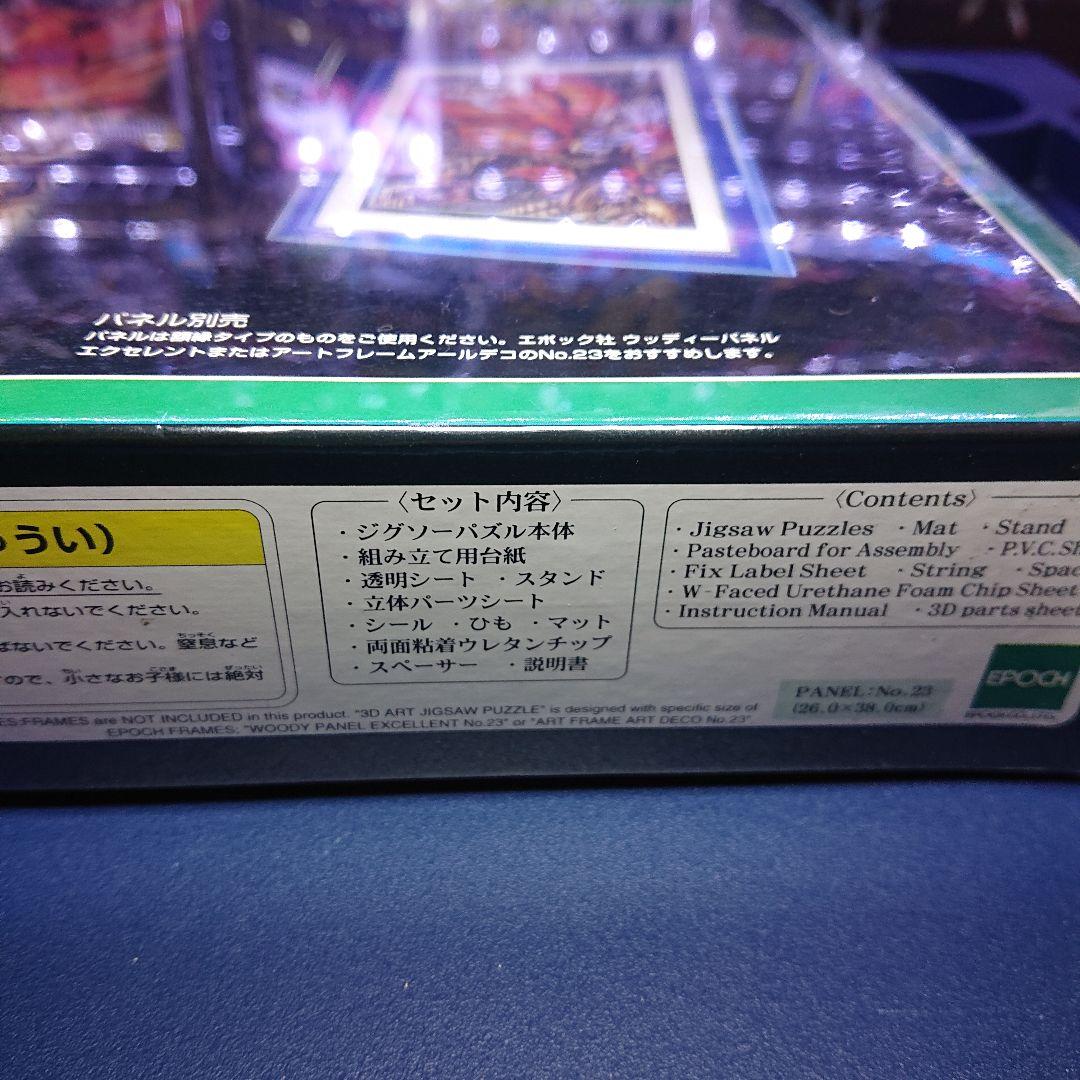 パネル別売
パネルは額縁タイプのものをご使用ください。エポック社 ウッディーパネル
エクセレントまたはアートフレームアールデコのNo.23をおすすめします。
うい)
お読みください。
入れないでください。
ばないでください。窒息など
ので、小さなお子様には絶対
〈セット内容〉
・ジグソーパズル本体
・組み立て用台紙
・透明シート ・スタンド
・立体パーツシート
・シール ・ひも ・マット
・両面粘着ウレタンチップ
・スペーサー ・説明書
〈Contents〉
・Jigsaw Puzzles ・Mat ・Stand
・Pasteboard for Assembly ・P.V.C.Sh
・Fix Label Sheet ・String ・Spac
・W-Faced Urethane Foam Chip Sheet
・Instruction Manual ・3D parts sheet
PANEL:No.23
(26.0×38.0cm)
EPOCH
ES:FRAMES are NOT INCLUDED in this product. "3D ART JIGSAW PUZZLE" is designed with specific size of
EPOCH FRAMES; "WOODY PANEL EXCELLENT No.23" or "ART FRAME ART DECO No.23"